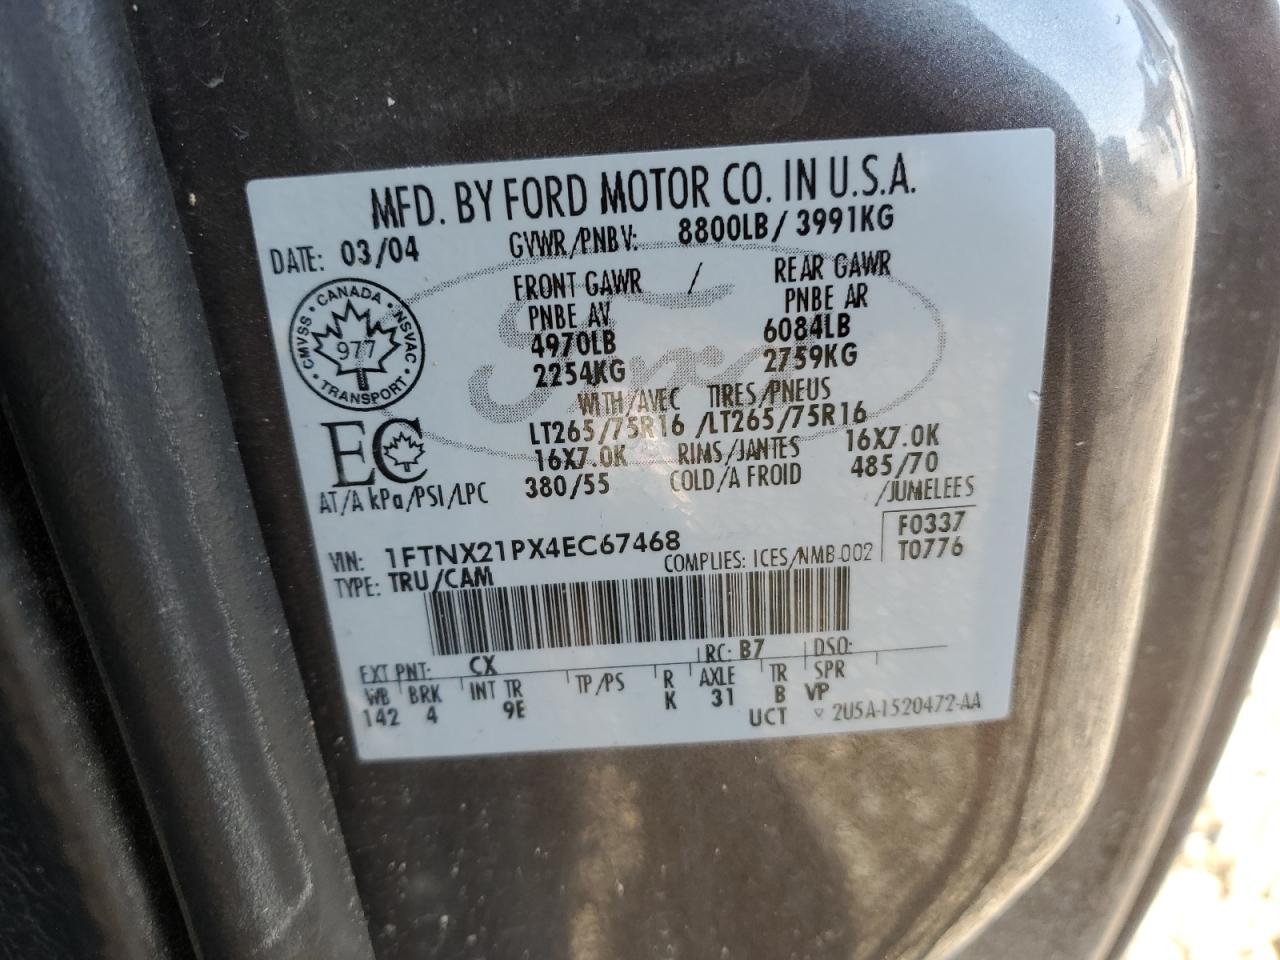 MFD. BY FORD MOTOR CO. IN U.S.A.
DATE: 03/04 GVWR/PNBV: 8800LB/ 3991KG
FRONT GAWR / REAR GAWR
PNBE AV PNBE AR
4970LB 6084LB
2254KG 2759KG
WITH/AVEC TIRES/PNEUS
LT265/75R16 /LT265/75R16
16X7.0K RIMS/JANTES 16X7.0K
AT/A kPa/PSI/LPC 380/55 COLD/A FROID 485/70
/JUMELEES
CANADA
CMVSS • NSVAC
977
TRANSPORT
EC
Ford
VIN: 1FTNX21PX4EC67468
COMPLIES: ICES/NMB-002
F0337
T0776
TYPE: TRU/CAM
EXT PNT: CX RC: B7 DSO:
WB BRK INT TR TP/PS R AXLE TR SPR
142 4 9E K 31 B VP
UCT ▽ 2U5A-1520472-AA